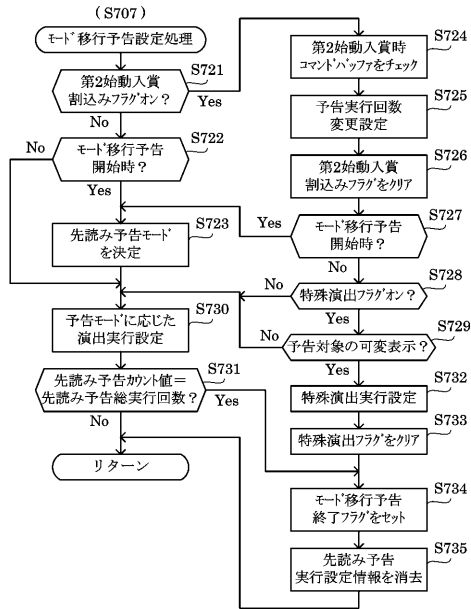 (S707)
ﾓｰﾄﾞ移行予告設定処理
S721
第2始動入賞
割込みﾌﾗｸﾞｵﾝ?
Yes
No
S722
ﾓｰﾄﾞ移行予告
開始時?
No
Yes
S723
先読み予告ﾓｰﾄﾞ
を決定
S730
予告ﾓｰﾄﾞに応じた
演出実行設定
S731
先読み予告ｶｳﾝﾄ値=
先読み予告総実行回数?
Yes
No
リターン
S724
第2始動入賞時
ｺﾏﾝﾄﾞﾊﾞｯﾌｧをチェック
S725
予告実行回数
変更設定
S726
第2始動入賞
割込みﾌﾗｸﾞをクリア
S727
ﾓｰﾄﾞ移行予告
開始時?
Yes
No
S728
特殊演出ﾌﾗｸﾞｵﾝ?
No
Yes
S729
予告対象の可変表示?
No
Yes
S732
特殊演出実行設定
S733
特殊演出ﾌﾗｸﾞをクリア
S734
ﾓｰﾄﾞ移行予告
終了ﾌﾗｸﾞをセット
S735
先読み予告
実行設定情報を消去